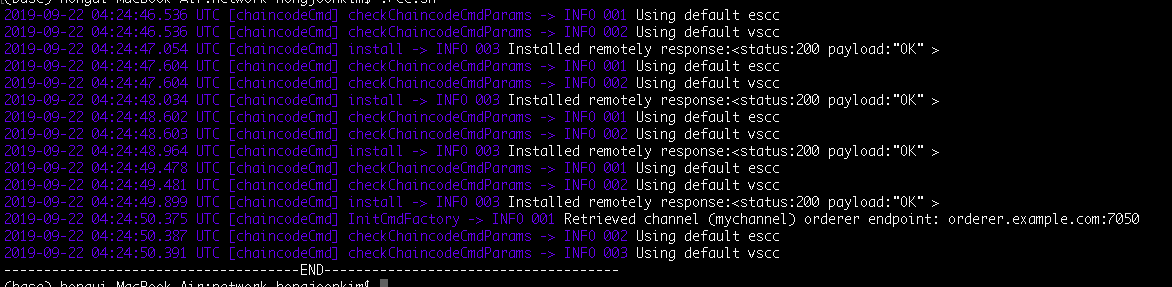 (base) hongui-MacBook-Air:network hongjoonkim$ ./cc.sh
2019-09-22 04:24:46.536 UTC [chaincodeCmd] checkChaincodeCmdParams -> INFO 001 Using default escc
2019-09-22 04:24:46.536 UTC [chaincodeCmd] checkChaincodeCmdParams -> INFO 002 Using default vscc
2019-09-22 04:24:47.054 UTC [chaincodeCmd] install -> INFO 003 Installed remotely response:<status:200 payload:"OK" >
2019-09-22 04:24:47.604 UTC [chaincodeCmd] checkChaincodeCmdParams -> INFO 001 Using default escc
2019-09-22 04:24:47.604 UTC [chaincodeCmd] checkChaincodeCmdParams -> INFO 002 Using default vscc
2019-09-22 04:24:48.034 UTC [chaincodeCmd] install -> INFO 003 Installed remotely response:<status:200 payload:"OK" >
2019-09-22 04:24:48.602 UTC [chaincodeCmd] checkChaincodeCmdParams -> INFO 001 Using default escc
2019-09-22 04:24:48.603 UTC [chaincodeCmd] checkChaincodeCmdParams -> INFO 002 Using default vscc
2019-09-22 04:24:48.964 UTC [chaincodeCmd] install -> INFO 003 Installed remotely response:<status:200 payload:"OK" >
2019-09-22 04:24:49.478 UTC [chaincodeCmd] checkChaincodeCmdParams -> INFO 001 Using default escc
2019-09-22 04:24:49.481 UTC [chaincodeCmd] checkChaincodeCmdParams -> INFO 002 Using default vscc
2019-09-22 04:24:49.899 UTC [chaincodeCmd] install -> INFO 003 Installed remotely response:<status:200 payload:"OK" >
2019-09-22 04:24:50.375 UTC [chaincodeCmd] InitCmdFactory -> INFO 001 Retrieved channel (mychannel) orderer endpoint: orderer.example.com:7050
2019-09-22 04:24:50.387 UTC [chaincodeCmd] checkChaincodeCmdParams -> INFO 002 Using default escc
2019-09-22 04:24:50.391 UTC [chaincodeCmd] checkChaincodeCmdParams -> INFO 003 Using default vscc
-------------------------------------END-------------------------------------
(base) hongui-MacBook-Air:network hongjoonkim$